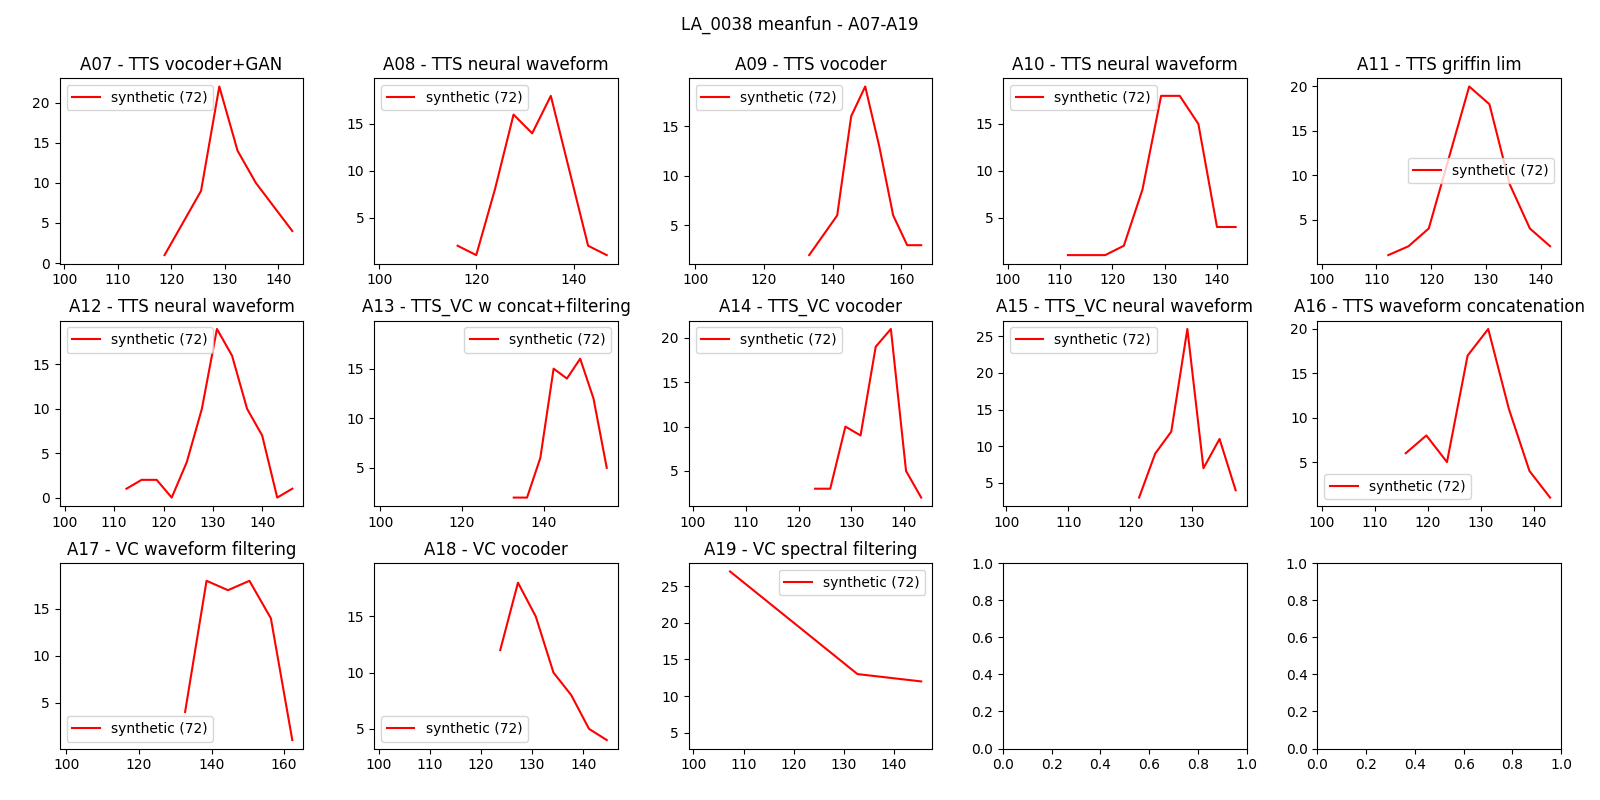 LA_0038 meanfun - A07-A19
A07 - TTS vocoder+GAN
synthetic (72)
20
15
10
5
0
100 110 120 130 140
A08 - TTS neural waveform
synthetic (72)
15
10
5
100 120 140
A09 - TTS vocoder
synthetic (72)
15
10
5
100 120 140 160
A10 - TTS neural waveform
synthetic (72)
15
10
5
100 110 120 130 140
A11 - TTS griffin lim
synthetic (72)
20
15
10
5
100 110 120 130 140
A12 - TTS neural waveform
synthetic (72)
15
10
5
0
100 110 120 130 140
A13 - TTS_VC w concat+filtering
synthetic (72)
15
10
5
100 120 140
A14 - TTS_VC vocoder
synthetic (72)
20
15
10
5
100 110 120 130 140
A15 - TTS_VC neural waveform
synthetic (72)
25
20
15
10
5
100 110 120 130
A16 - TTS waveform concatenation
synthetic (72)
20
15
10
5
100 110 120 130 140
A17 - VC waveform filtering
synthetic (72)
15
10
5
100 120 140 160
A18 - VC vocoder
synthetic (72)
15
10
5
100 110 120 130 140
A19 - VC spectral filtering
synthetic (72)
25
20
15
10
5
100 110 120 130 140
1.0
0.8
0.6
0.4
0.2
0.0
0.0 0.2 0.4 0.6 0.8 1.0
1.0
0.8
0.6
0.4
0.2
0.0
0.0 0.2 0.4 0.6 0.8 1.0